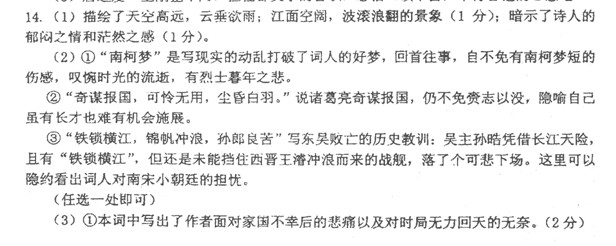 14.（1）描绘了天空高远，云垂欲雨；江面空阔，波滚浪翻的景象（1 分）；暗示了诗人的
郁闷之情和茫然之感（1 分）。
（2）①“南柯梦”是写现实的动乱打破了词人的好梦，回首往事，自不免有南柯梦短的
伤感，叹惋时光的流逝，有烈士暮年之悲。
②“奇谋报国，可怜无用，尘昏白羽。”说诸葛亮奇谋报国，仍不免赍志以没，隐喻自己
虽有长才也难有机会施展。
③“铁锁横江，锦帆冲浪，孙郎良苦”写东吴败亡的历史教训：吴主孙皓凭借长江天险，
且有“铁锁横江”，但还是未能挡住西晋王濬冲浪而来的战舰，落了个可悲下场。这里可以
隐约看出词人对南宋小朝廷的担忧。
（任选一处即可）
（3）①本词中写出了作者面对家国不幸后的悲痛以及对时局无力回天的无奈。（2 分）